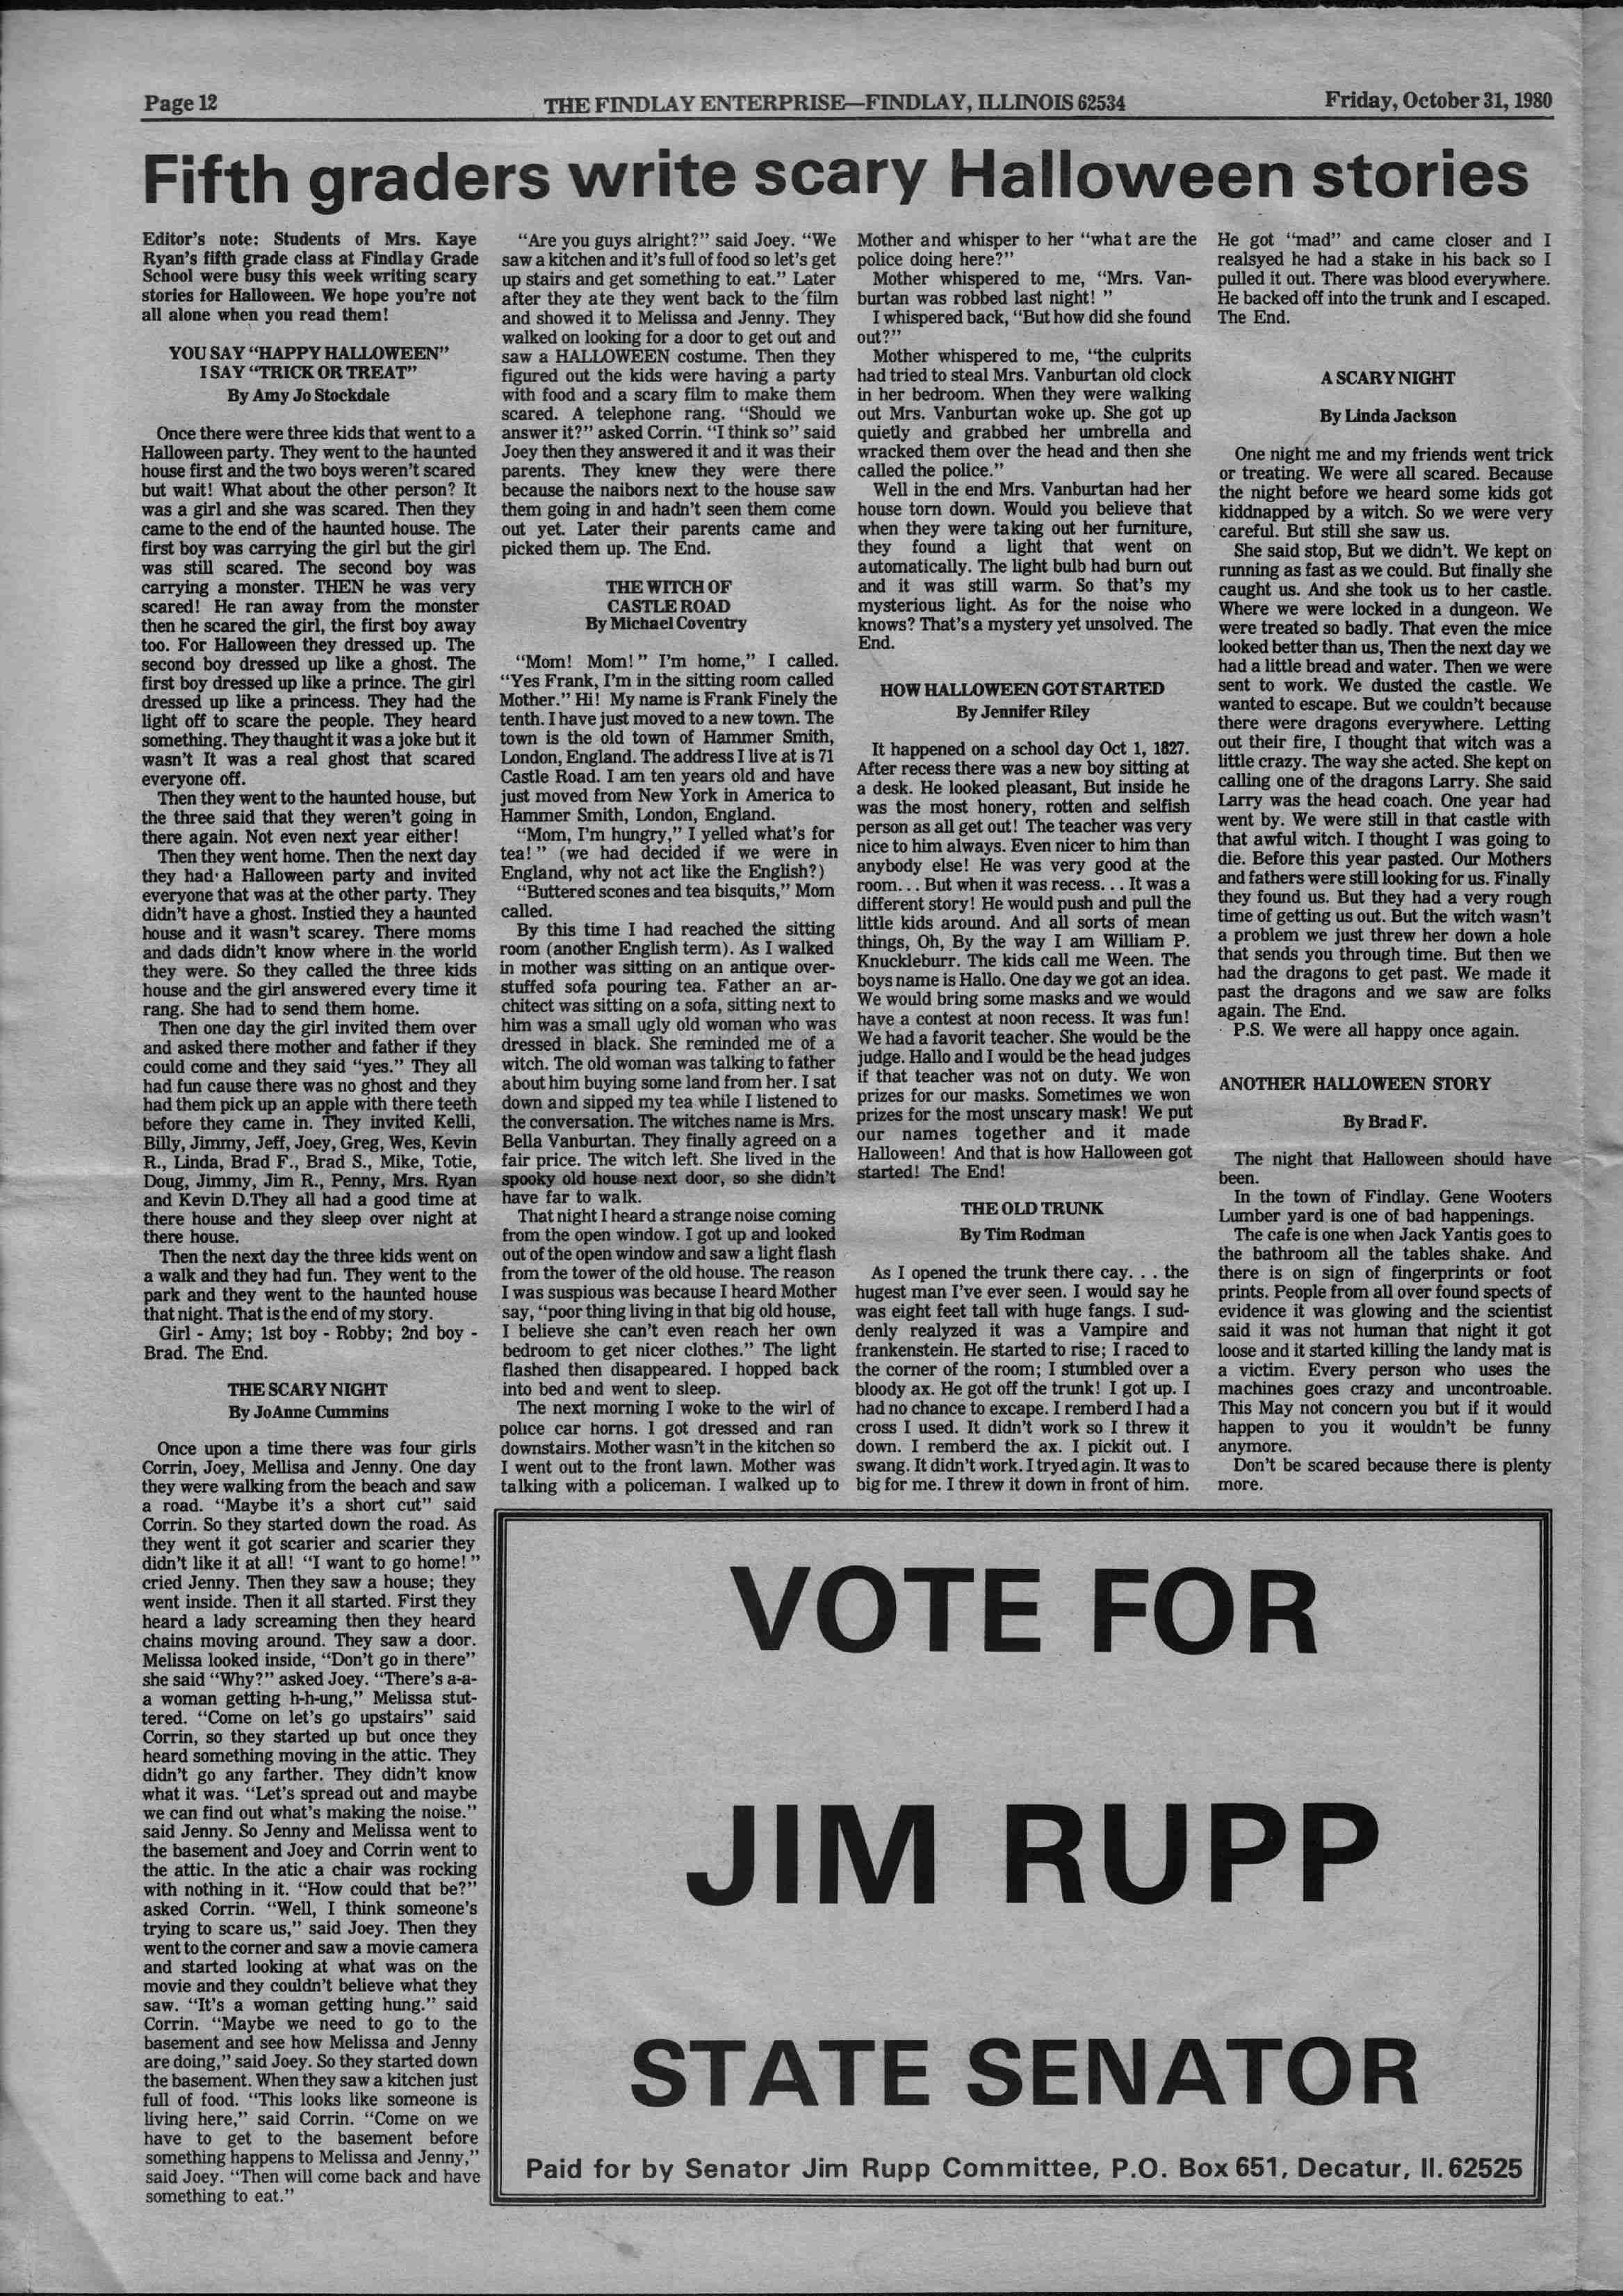 Page 12
THE FINDLAY ENTERPRISE—FINDLAY, ILLINOIS 62534
Friday, October 31, 1980
Fifth graders write scary Halloween stories
Editor's note: Students of Mrs. Kaye
Ryan's fifth grade class at Findlay Grade
School were busy this week writing scary
stories for Halloween. We hope you're not
all alone when you read them!
YOU SAY "HAPPY HALLOWEEN"
I SAY "TRICK OR TREAT"
By Amy Jo Stockdale
Once there were three kids that went to a
Halloween party. They went to the haunted
house first and the two boys weren't scared
but wait! What about the other person? It
was a girl and she was scared. Then they
came to the end of the haunted house. The
first boy was carrying the girl but the girl
was still scared. The second boy was
carrying a monster. THEN he was very
scared! He ran away from the monster
then he scared the girl, the first boy away
too. For Halloween they dressed up. The
second boy dressed up like a ghost. The
first boy dressed up like a prince. The girl
dressed up like a princess. They had the
light off to scare the people. They heard
something. They thaught it was a joke but it
wasn't It was a real ghost that scared
everyone off.
Then they went to the haunted house, but
the three said that they weren't going in
there again. Not even next year either!
Then they went home. Then the next day
they had a Halloween party and invited
everyone that was at the other party. They
didn't have a ghost. Instied they a haunted
house and it wasn't scarey. There moms
and dads didn't know where in the world
they were. So they called the three kids
house and the girl answered every time it
rang. She had to send them home.
Then one day the girl invited them over
and asked there mother and father if they
could come and they said "yes." They all
had fun cause there was no ghost and they
had them pick up an apple with there teeth
before they came in. They invited Kelli,
Billy, Jimmy, Jeff, Joey, Greg, Wes, Kevin
R., Linda, Brad F., Brad S., Mike, Totie,
Doug, Jimmy, Jim R., Penny, Mrs. Ryan
and Kevin D.They all had a good time at
there house and they sleep over night at
there house.
Then the next day the three kids went on
a walk and they had fun. They went to the
park and they went to the haunted house
that night. That is the end of my story.
Girl - Amy; 1st boy - Robby; 2nd boy -
Brad. The End.
THE SCARY NIGHT
By JoAnne Cummins
Once upon a time there was four girls
Corrin, Joey, Mellisa and Jenny. One day
they were walking from the beach and saw
a road. "Maybe it's a short cut" said
Corrin. So they started down the road. As
they went it got scarier and scarier they
didn't like it at all! "I want to go home!"
cried Jenny. Then they saw a house; they
went inside. Then it all started. First they
heard a lady screaming then they heard
chains moving around. They saw a door.
Melissa looked inside, "Don't go in there"
she said "Why?" asked Joey. "There's a-a-
a woman getting h-h-ung," Melissa stut-
tered. "Come on let's go upstairs" said
Corrin, so they started up but once they
heard something moving in the attic. They
didn't go any farther. They didn't know
what it was. "Let's spread out and maybe
we can find out what's making the noise."
said Jenny. So Jenny and Melissa went to
the basement and Joey and Corrin went to
the attic. In the atic a chair was rocking
with nothing in it. "How could that be?"
asked Corrin. "Well, I think someone's
trying to scare us," said Joey. Then they
went to the corner and saw a movie camera
and started looking at what was on the
movie and they couldn't believe what they
saw. "It's a woman getting hung." said
Corrin. "Maybe we need to go to the
basement and see how Melissa and Jenny
are doing," said Joey. So they started down
the basement. When they saw a kitchen just
full of food. "This looks like someone is
living here," said Corrin. "Come on we
have to get to the basement before
something happens to Melissa and Jenny,"
said Joey. "Then will come back and have
something to eat."
"Are you guys alright?" said Joey. "We
saw a kitchen and it's full of food so let's get
up stairs and get something to eat." Later
after they ate they went back to the film
and showed it to Melissa and Jenny. They
walked on looking for a door to get out and
saw a HALLOWEEN costume. Then they
figured out the kids were having a party
with food and a scary film to make them
scared. A telephone rang. "Should we
answer it?" asked Corrin. "I think so" said
Joey then they answered it and it was their
parents. They knew they were there
because the naibors next to the house saw
them going in and hadn't seen them come
out yet. Later their parents came and
picked them up. The End.
THE WITCH OF
CASTLE ROAD
By Michael Coventry
"Mom! Mom!" I'm home," I called.
"Yes Frank, I'm in the sitting room called
Mother." Hi! My name is Frank Finely the
tenth. I have just moved to a new town. The
town is the old town of Hammer Smith,
London, England. The address I live at is 71
Castle Road. I am ten years old and have
just moved from New York in America to
Hammer Smith, London, England.
"Mom, I'm hungry," I yelled what's for
tea!" (we had decided if we were in
England, why not act like the English?)
"Buttered scones and tea bisquits," Mom
called.
By this time I had reached the sitting
room (another English term). As I walked
in mother was sitting on an antique over-
stuffed sofa pouring tea. Father an ar-
chitect was sitting on a sofa, sitting next to
him was a small ugly old woman who was
dressed in black. She reminded me of a
witch. The old woman was talking to father
about him buying some land from her. I sat
down and sipped my tea while I listened to
the conversation. The witches name is Mrs.
Bella Vanburtan. They finally agreed on a
fair price. The witch left. She lived in the
spooky old house next door, so she didn't
have far to walk.
That night I heard a strange noise coming
from the open window. I got up and looked
out of the open window and saw a light flash
from the tower of the old house. The reason
I was suspious was because I heard Mother
say, "poor thing living in that big old house,
I believe she can't even reach her own
bedroom to get nicer clothes." The light
flashed then disappeared. I hopped back
into bed and went to sleep.
The next morning I woke to the wirl of
police car horns. I got dressed and ran
downstairs. Mother wasn't in the kitchen so
I went out to the front lawn. Mother was
talking with a policeman. I walked up to
Mother and whisper to her "what are the
police doing here?"
Mother whispered to me, "Mrs. Van-
burtan was robbed last night! "
I whispered back, "But how did she found
out?"
Mother whispered to me, "the culprits
had tried to steal Mrs. Vanburtan old clock
in her bedroom. When they were walking
out Mrs. Vanburtan woke up. She got up
quietly and grabbed her umbrella and
wracked them over the head and then she
called the police."
Well in the end Mrs. Vanburtan had her
house torn down. Would you believe that
when they were taking out her furniture,
they found a light that went on
automatically. The light bulb had burn out
and it was still warm. So that's my
mysterious light. As for the noise who
knows? That's a mystery yet unsolved. The
End.
HOW HALLOWEEN GOT STARTED
By Jennifer Riley
It happened on a school day Oct 1, 1827.
After recess there was a new boy sitting at
a desk. He looked pleasant, But inside he
was the most honery, rotten and selfish
person as all get out! The teacher was very
nice to him always. Even nicer to him than
anybody else! He was very good at the
room... But when it was recess... It was a
different story! He would push and pull the
little kids around. And all sorts of mean
things, Oh, By the way I am William P.
Knuckleburr. The kids call me Ween. The
boys name is Hallo. One day we got an idea.
We would bring some masks and we would
have a contest at noon recess. It was fun!
We had a favorit teacher. She would be the
judge. Hallo and I would be the head judges
if that teacher was not on duty. We won
prizes for our masks. Sometimes we won
prizes for the most unscary mask! We put
our names together and it made
Halloween! And that is how Halloween got
started! The End!
THE OLD TRUNK
By Tim Rodman
As I opened the trunk there cay. . . the
hugest man I've ever seen. I would say he
was eight feet tall with huge fangs. I sud-
denly realyzed it was a Vampire and
frankenstein. He started to rise; I raced to
the corner of the room; I stumbled over a
bloody ax. He got off the trunk! I got up. I
had no chance to excape. I remberd I had a
cross I used. It didn't work so I threw it
down. I remberd the ax. I pickit out. I
swang. It didn't work. I tryed agin. It was to
big for me. I threw it down in front of him.
He got "mad" and came closer and I
realsyed he had a stake in his back so I
pulled it out. There was blood everywhere.
He backed off into the trunk and I escaped.
The End.
A SCARY NIGHT
By Linda Jackson
One night me and my friends went trick
or treating. We were all scared. Because
the night before we heard some kids got
kiddnapped by a witch. So we were very
careful. But still she saw us.
She said stop, But we didn't. We kept on
running as fast as we could. But finally she
caught us. And she took us to her castle.
Where we were locked in a dungeon. We
were treated so badly. That even the mice
looked better than us, Then the next day we
had a little bread and water. Then we were
sent to work. We dusted the castle. We
wanted to escape. But we couldn't because
there were dragons everywhere. Letting
out their fire, I thought that witch was a
little crazy. The way she acted. She kept on
calling one of the dragons Larry. She said
Larry was the head coach. One year had
went by. We were still in that castle with
that awful witch. I thought I was going to
die. Before this year pasted. Our Mothers
and fathers were still looking for us. Finally
they found us. But they had a very rough
time of getting us out. But the witch wasn't
a problem we just threw her down a hole
that sends you through time. But then we
had the dragons to get past. We made it
past the dragons and we saw are folks
again. The End.
P.S. We were all happy once again.
ANOTHER HALLOWEEN STORY
By Brad F.
The night that Halloween should have
been.
In the town of Findlay. Gene Wooters
Lumber yard is one of bad happenings.
The cafe is one when Jack Yantis goes to
the bathroom all the tables shake. And
there is on sign of fingerprints or foot
prints. People from all over found spects of
evidence it was glowing and the scientist
said it was not human that night it got
loose and it started killing the landy mat is
a victim. Every person who uses the
machines goes crazy and uncontroable.
This May not concern you but if it would
happen to you it wouldn't be funny
anymore.
Don't be scared because there is plenty
more.
VOTE FOR
JIM RUPP
STATE SENATOR
Paid for by Senator Jim Rupp Committee, P.O. Box 651, Decatur, Il. 62525